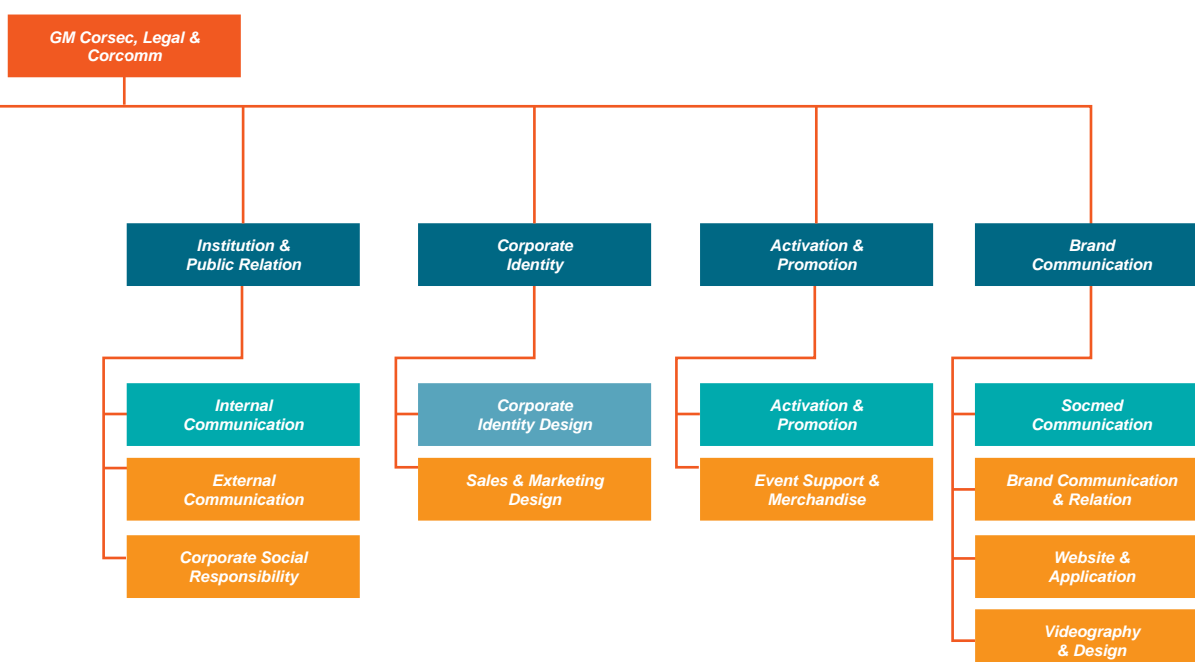 GM Corsec, Legal &
Corcomm
Institution &
Public Relation
Corporate
Identity
Activation &
Promotion
Brand
Communication
Internal
Communication
Corporate
Identity Design
Activation &
Promotion
Socmed
Communication
External
Communication
Sales & Marketing
Design
Event Support &
Merchandise
Brand Communication
& Relation
Corporate Social
Responsibility
Website &
Application
Videography
& Design